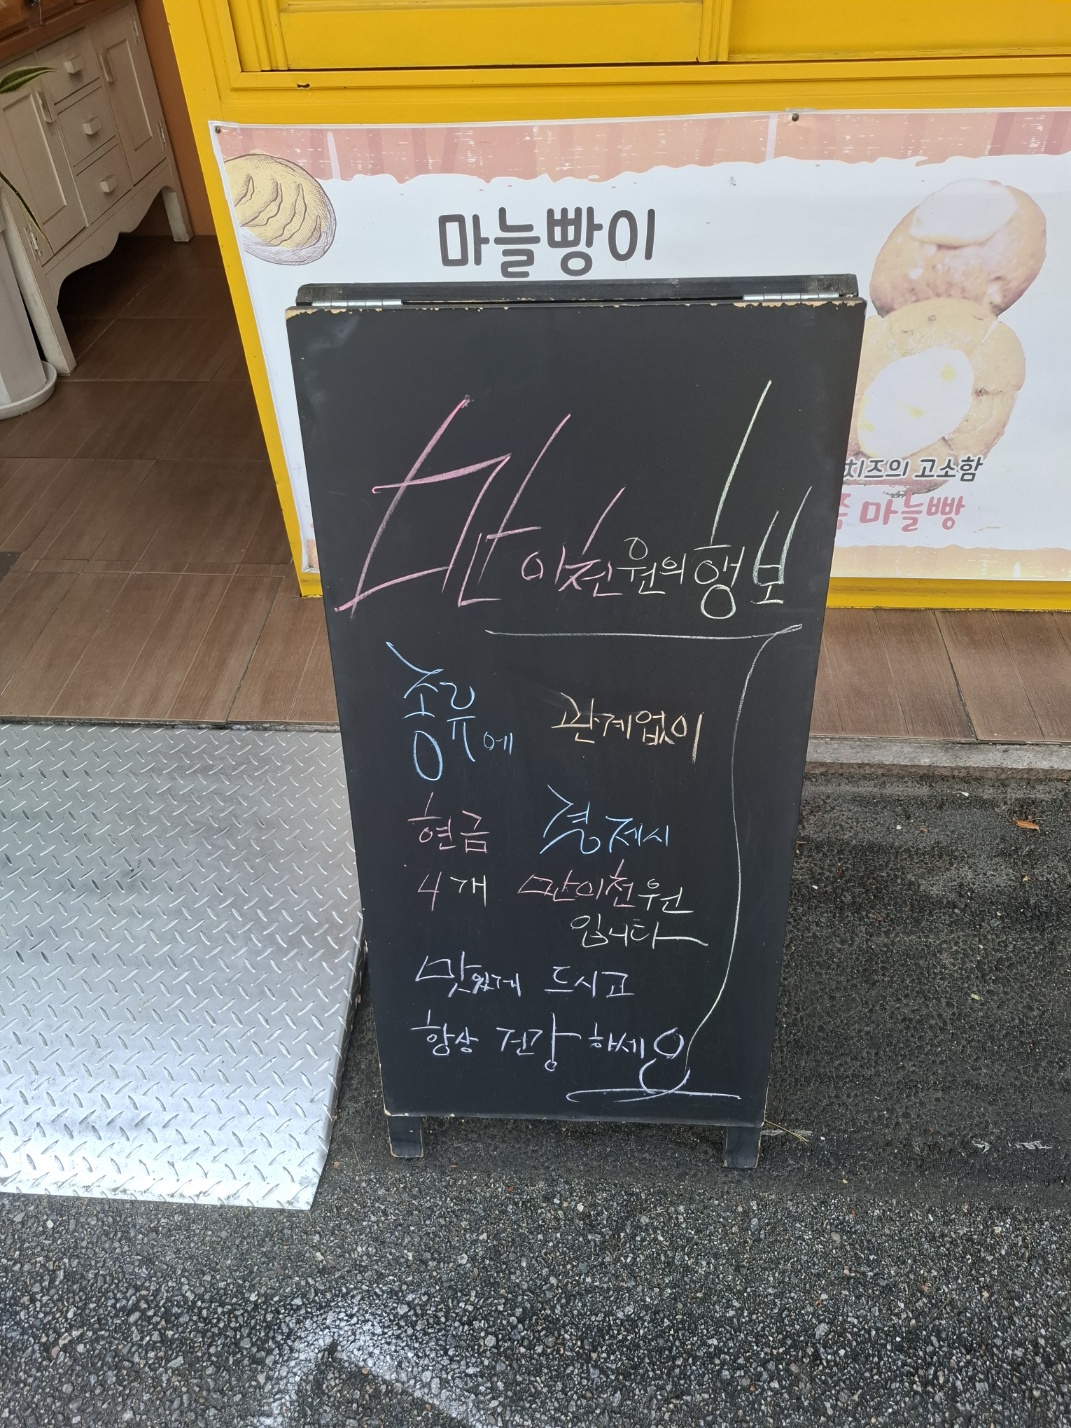 마늘빵이
치즈의 고소함
마늘빵
만이천원의행보
종류에 관계없이
현금 결제시
4개 만이천원
입니다
맛있게 드시고
항상 건강하세요